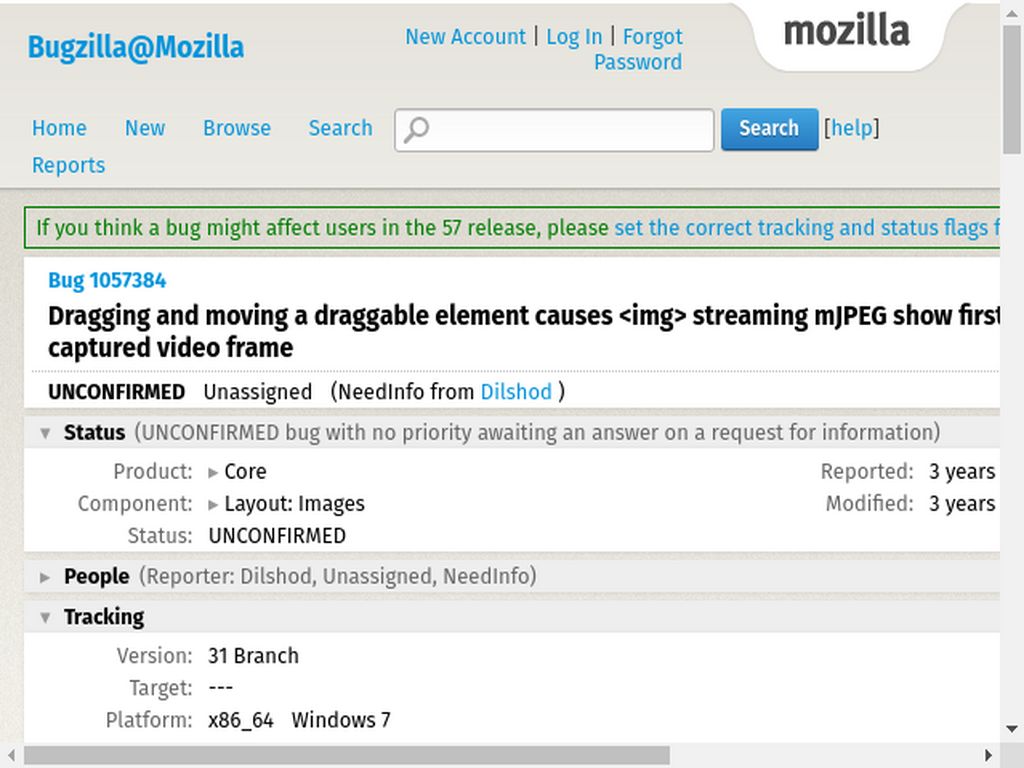 Bugzilla@Mozilla
New Account | Log In | Forgot
Password
mozilla
Home New Browse Search Search [help]
Reports
If you think a bug might affect users in the 57 release, please set the correct tracking and status flags f
Bug 1057384
Dragging and moving a draggable element causes <img> streaming mJPEG show first
captured video frame
UNCONFIRMED Unassigned (NeedInfo from Dilshod )
▼ Status (UNCONFIRMED bug with no priority awaiting an answer on a request for information)
Product: ▶ Core Reported: 3 years
Component: ▶ Layout: Images Modified: 3 years
Status: UNCONFIRMED
▶ People (Reporter: Dilshod, Unassigned, NeedInfo)
▼ Tracking
Version: 31 Branch
Target: ---
Platform: x86_64 Windows 7